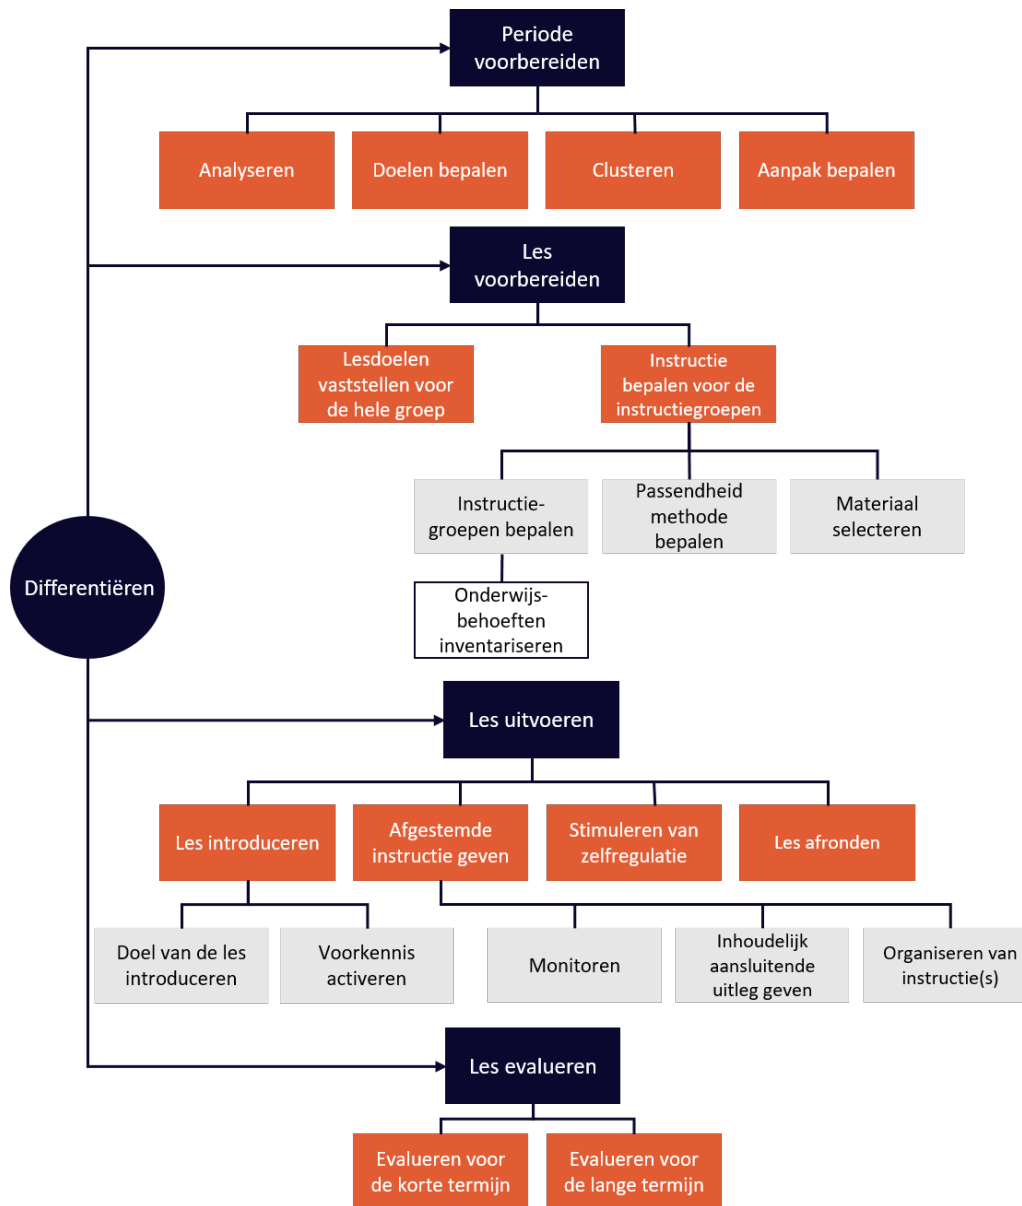 Periode
voorbereiden
Analyseren
Doelen bepalen
Clusteren
Aanpak bepalen
Les
voorbereiden
Lesdoelen
vaststellen voor
de hele groep
Instructie
bepalen voor de
instructiegroepen
Instructie-
groepen bepalen
Passendheid
methode
bepalen
Materiaal
selecteren
Differentiëren
Onderwijs-
behoeften
inventariseren
Les uitvoeren
Les introduceren
Afgestemde
instructie geven
Stimuleren van
zelfregulatie
Les afronden
Doel van de les
introduceren
Voorkennis
activeren
Monitoren
Inhoudelijk
aansluitende
uitleg geven
Organiseren van
instructie(s)
Les evalueren
Evalueren voor
de korte termijn
Evalueren voor
de lange termijn